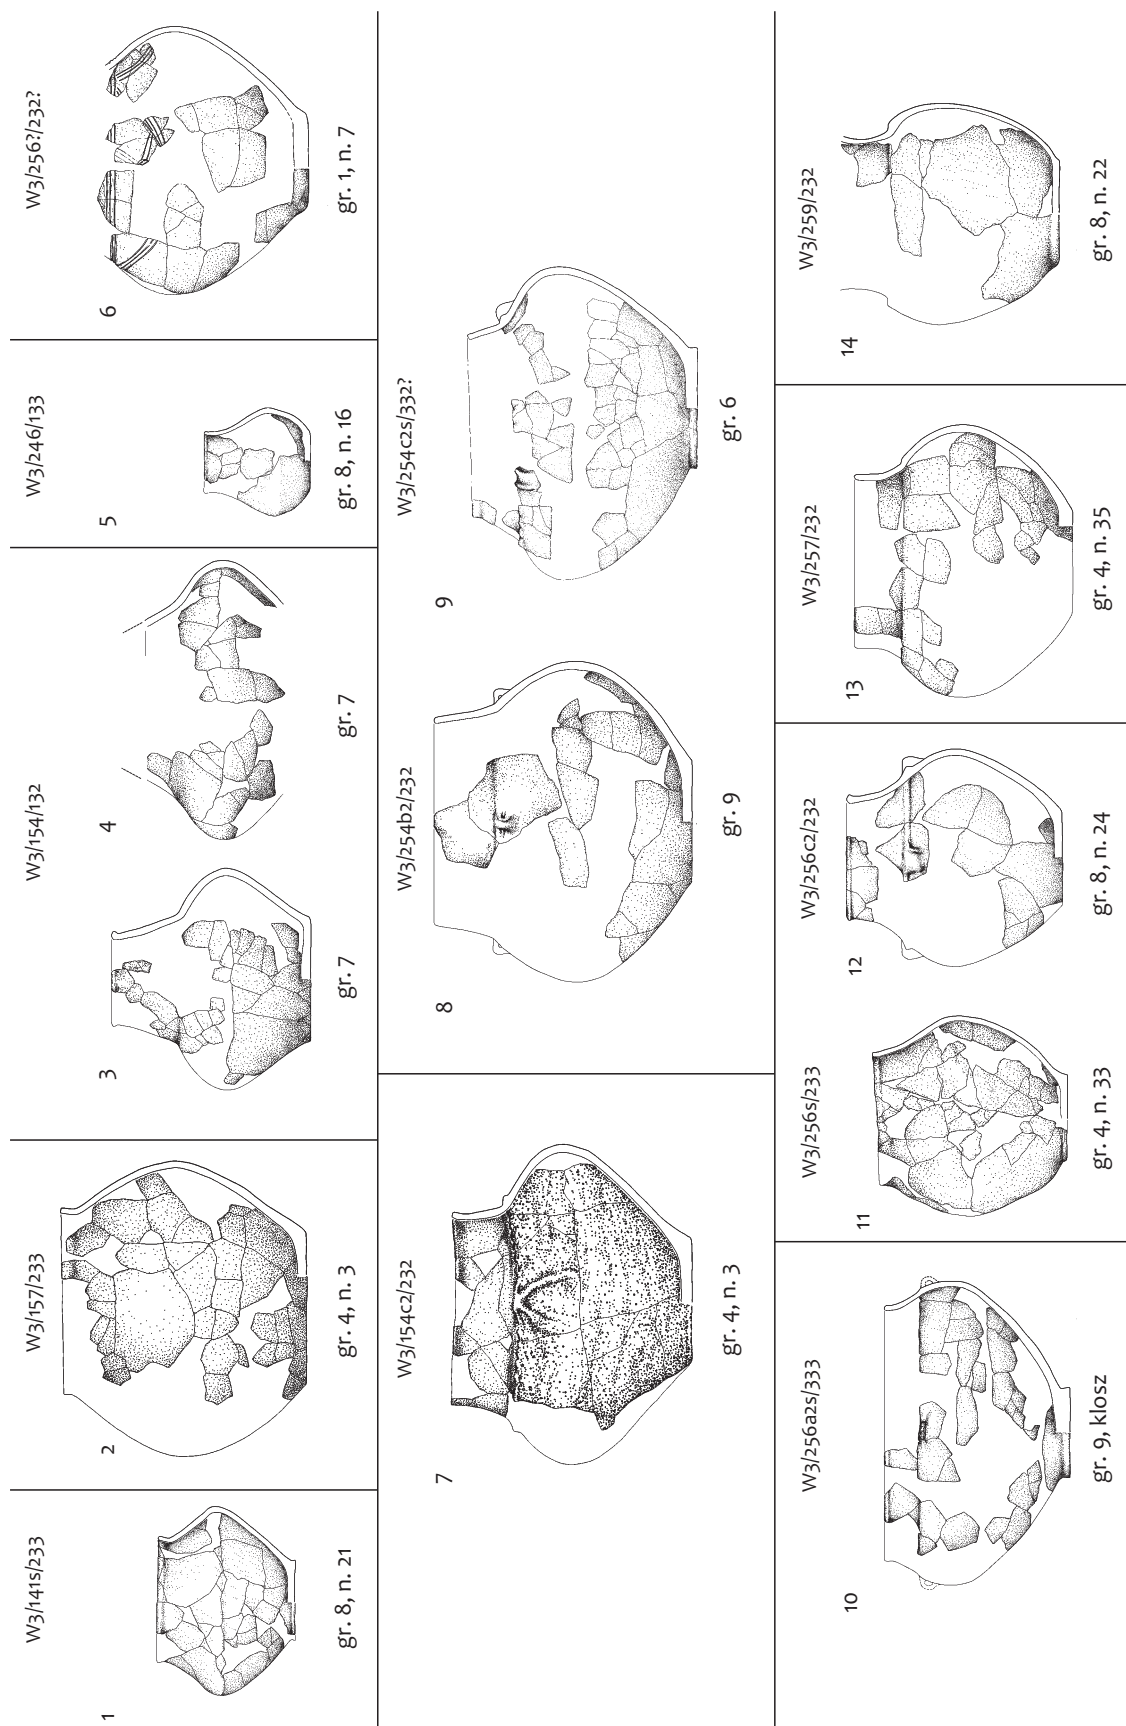 W3/141s/233
1
gr. 8, n. 21
W3/157/233
2
gr. 4, n. 3
W3/154/132
3
gr. 7
4
gr. 7
W3/246/133
5
gr. 8, n. 16
W3/256?/232?
6
gr. 1, n. 7
W3/154c2/232
7
gr. 4, n. 3
W3/254b2/232
8
gr. 9
W3/254c2s/332?
9
gr. 6
W3/256a2s/333
10
gr. 9, klosz
W3/256s/233
11
gr. 4, n. 33
W3/256c2/232
12
gr. 8, n. 24
W3/257/232
13
gr. 4, n. 35
W3/259/232
14
gr. 8, n. 22